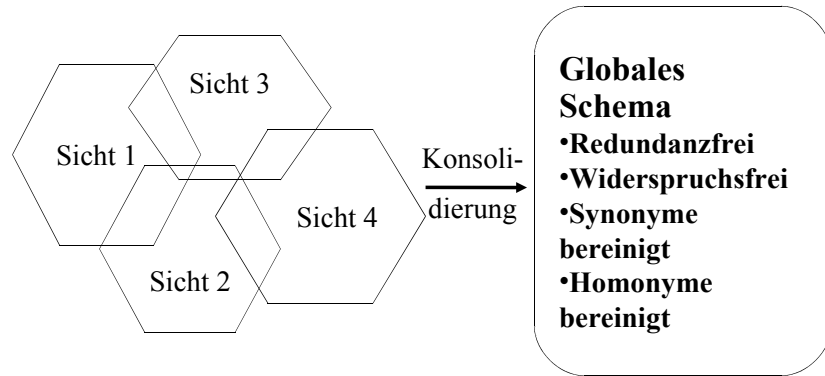 Sicht 3
Sicht 1
Sicht 4
Sicht 2
Konsoli-
dierung
Globales
Schema
•Redundanzfrei
•Widerspruchsfrei
•Synonyme
bereinigt
•Homonyme
bereinigt